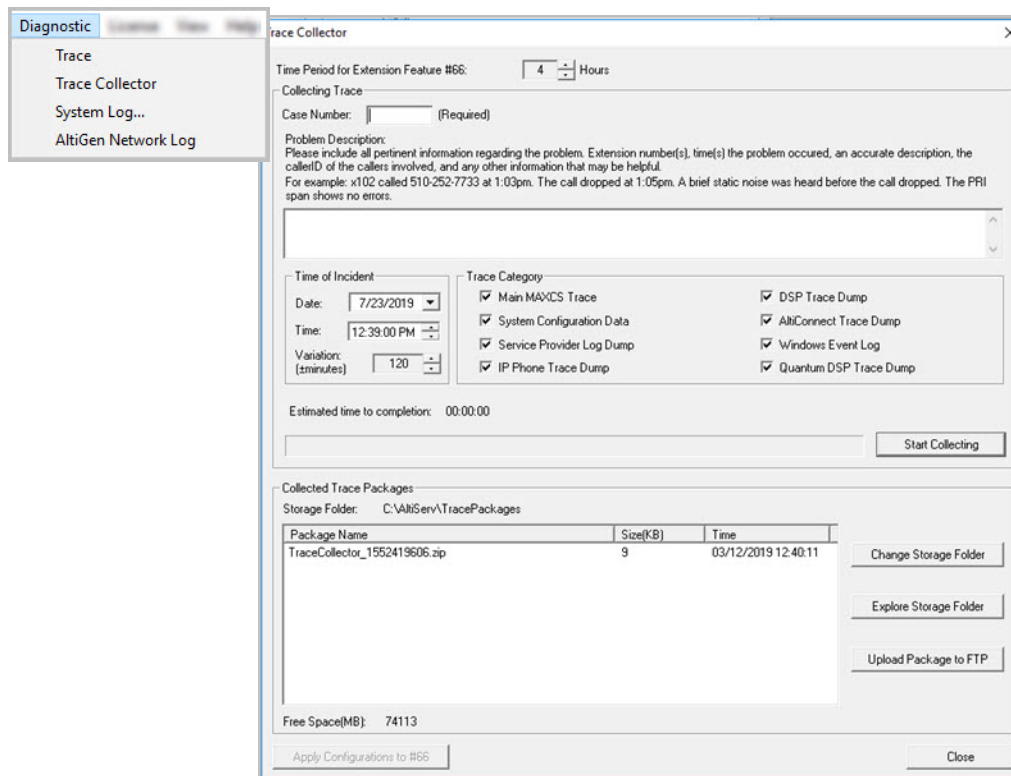 Diagnostic
Trace
Trace Collector
System Log...
AltiGen Network Log
race Collector
Time Period for Extension Feature #66: 4 Hours
Collecting Trace
Case Number: (Required)
Problem Description:
Please include all pertinent information regarding the problem. Extension number(s), time(s) the problem occured, an accurate description, the
callerID of the callers involved, and any other information that may be helpful.
For example: x102 called 510-252-7733 at 1:03pm. The call dropped at 1:05pm. A brief static noise was heard before the call dropped. The PRI
span shows no errors.
Time of Incident
Date: 7/23/2019
Time: 12:39:00 PM
Variation: 120
(±minutes)
Trace Category
Main MAXCS Trace DSP Trace Dump
System Configuration Data AltiConnect Trace Dump
Service Provider Log Dump Windows Event Log
IP Phone Trace Dump Quantum DSP Trace Dump
Estimated time to completion: 00:00:00
Start Collecting
Collected Trace Packages
Storage Folder: C:\AltiServ\TracePackages
Package Name Size(KB) Time
TraceCollector_1552419606.zip 9 03/12/2019 12:40:11
Change Storage Folder
Explore Storage Folder
Upload Package to FTP
Free Space(MB): 74113
Apply Configurations to #66 Close